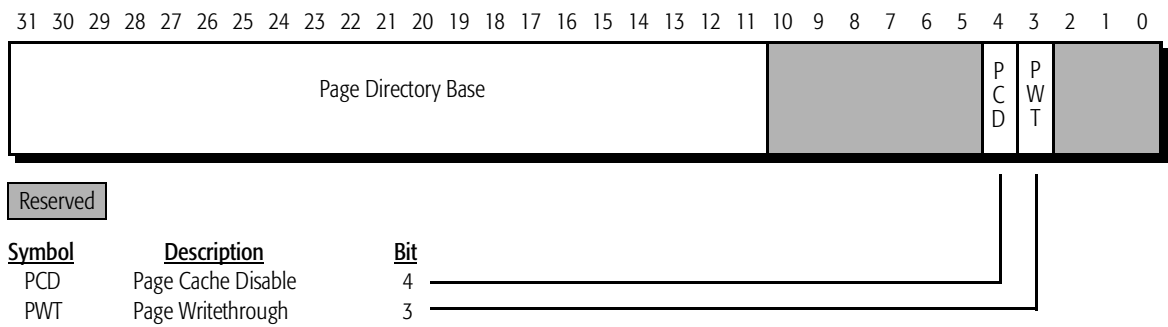 31 30 29 28 27 26 25 24 23 22 21 20 19 18 17 16 15 14 13 12 11 10 9 8 7 6 5 4 3 2 1 0
Page Directory Base
PCD
PWT
Reserved
Symbol Description Bit
PCD Page Cache Disable 4
PWT Page Writethrough 3